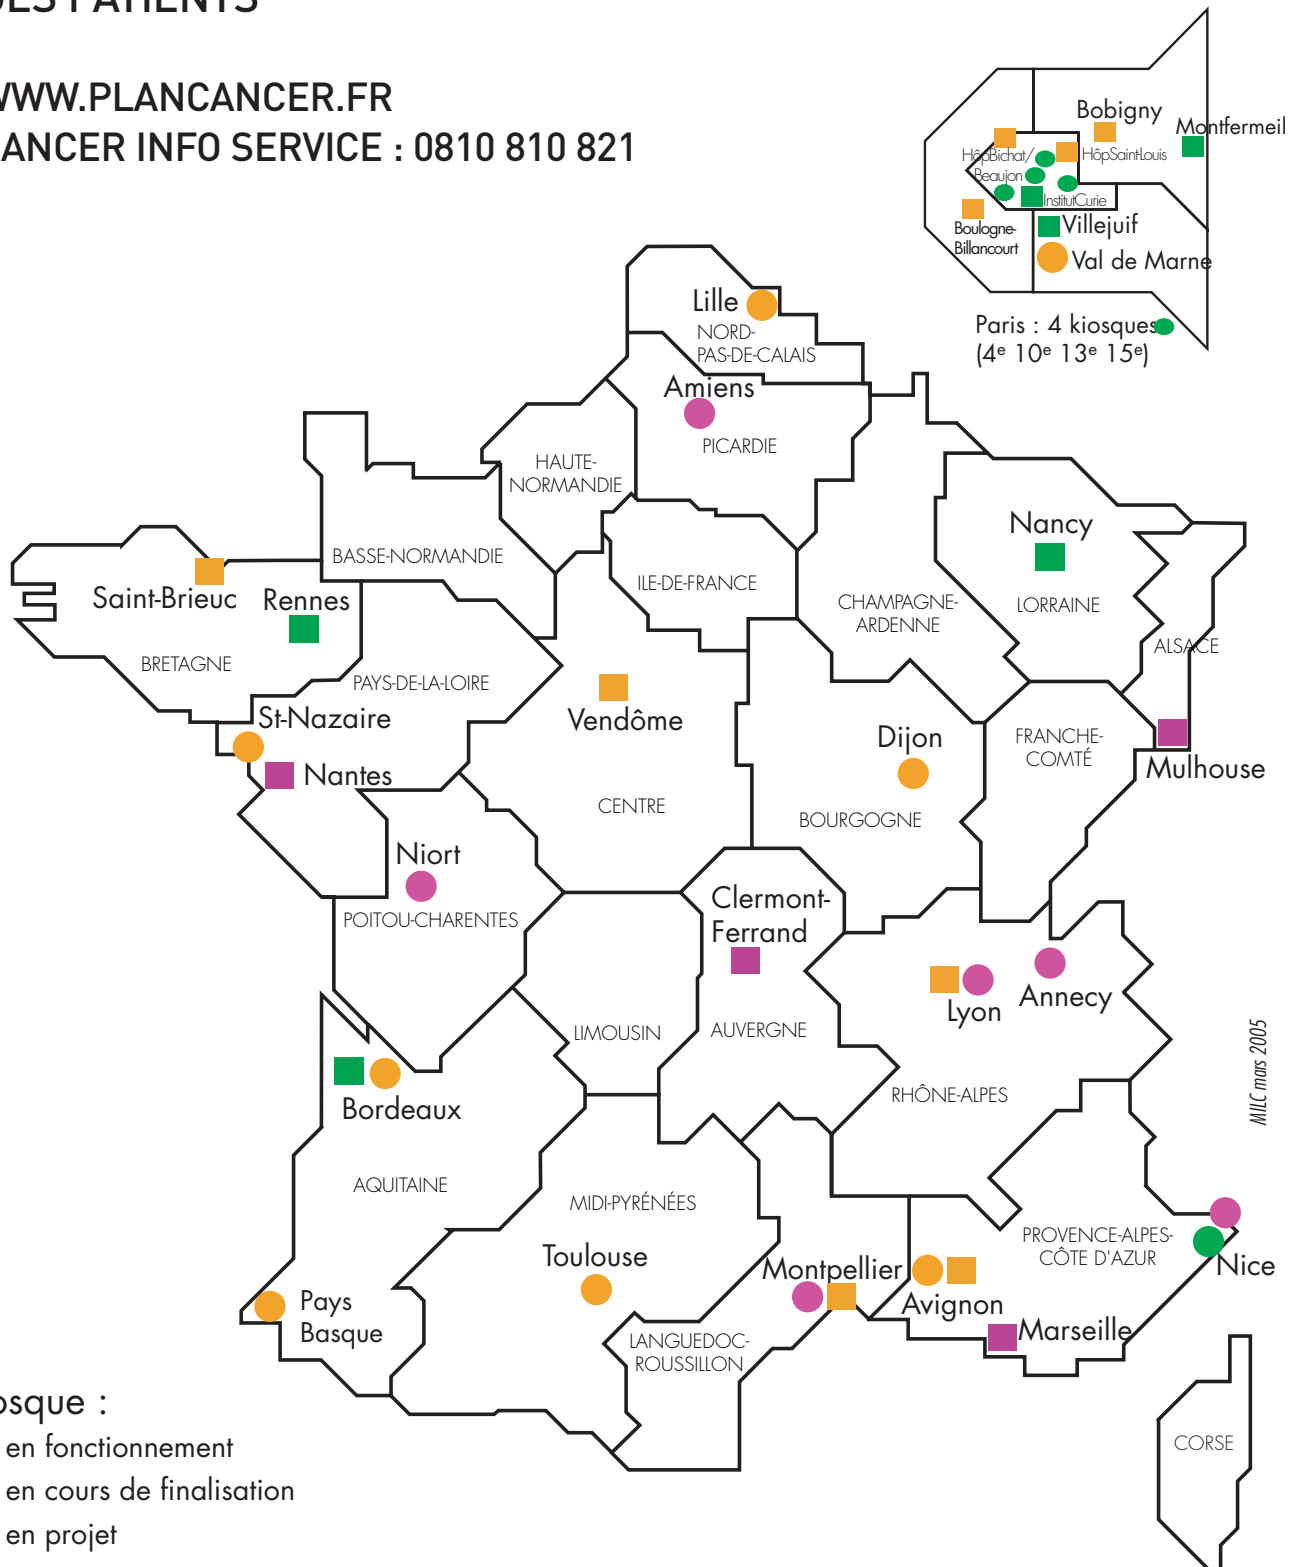 DES PATIENTS
WWW.PLANCANCER.FR
ANCER INFO SERVICE : 0810 810 821
Bobigny
Montfermeil
HôpBichat/
Beaujon
HôpSaintLouis
InstitutCurie
Boulogne-
Billancourt
Villejuif
Val de Marne
Paris : 4 kiosques
(4e 10e 13e 15e)
Lille
NORD-
PAS-DE-CALAIS
Amiens
PICARDIE
HAUTE-
NORMANDIE
BASSE-NORMANDIE
ILE-DE-FRANCE
CHAMPAGNE-
ARDENNE
Nancy
LORRAINE
ALSACE
Saint-Brieuc
Rennes
BRETAGNE
PAYS-DE-LA-LOIRE
St-Nazaire
Nantes
Vendôme
CENTRE
Dijon
BOURGOGNE
FRANCHE-
COMTÉ
Mulhouse
Niort
POITOU-CHARENTES
Clermont-
Ferrand
LIMOUSIN
AUVERGNE
Lyon
Annecy
RHÔNE-ALPES
MILC mars 2005
Bordeaux
AQUITAINE
MIDI-PYRÉNÉES
Toulouse
Pays
Basque
Montpellier
LANGUEDOC-
ROUSSILLON
Avignon
Marseille
PROVENCE-ALPES-
CÔTE D'AZUR
Nice
CORSE
osque :
en fonctionnement
en cours de finalisation
en projet